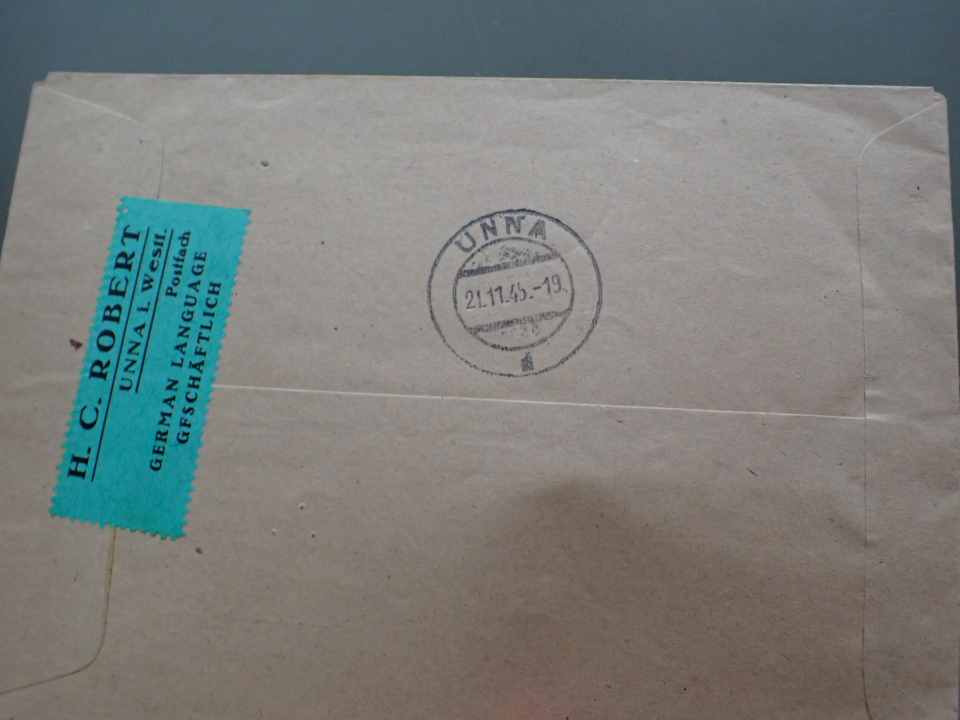 H. C. ROBERT
UNNA i. Westf.
Postfach
GERMAN LANGUAGE
GESCHÄFTLICH
UNNA
21.11.45.-19.